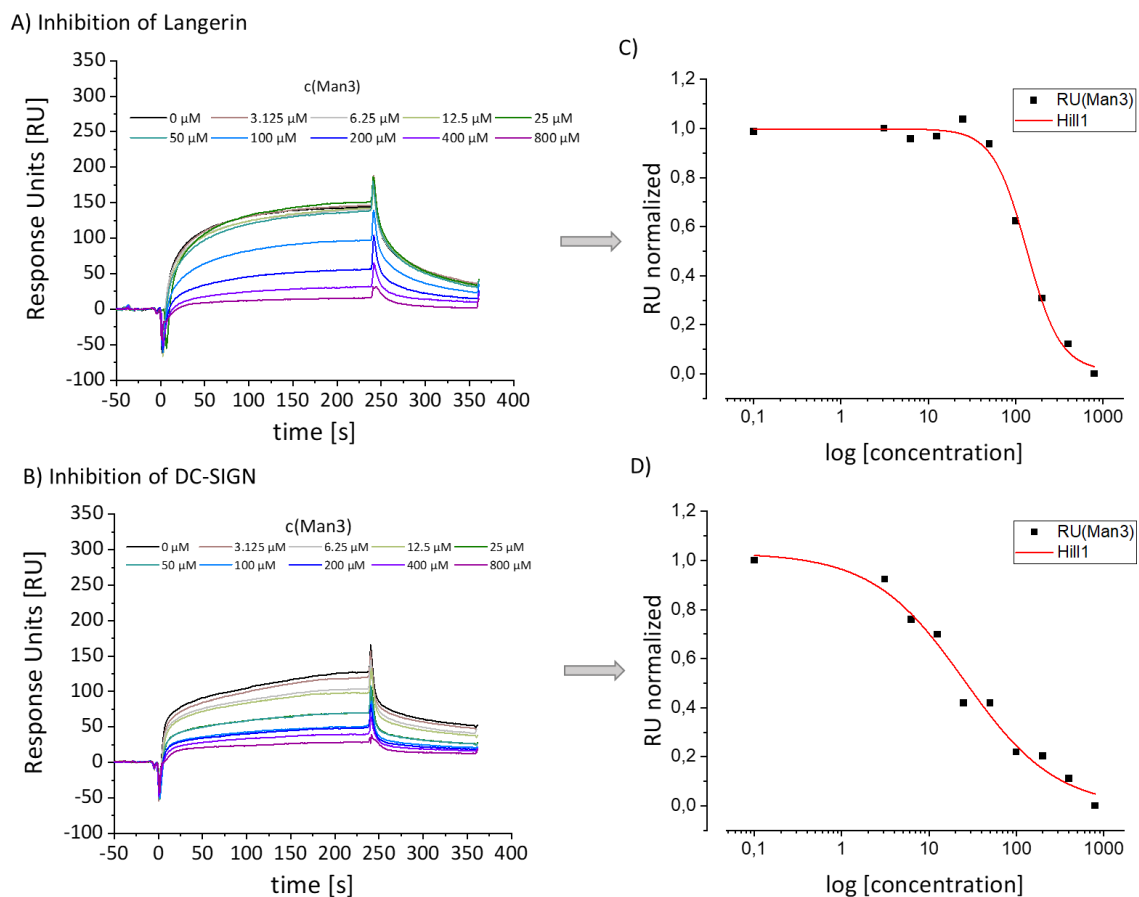 A) Inhibition of Langerin
350
300
250
200
150
100
50
0
-50
-100
Response Units [RU]
c(Man3)
0 µM 3.125 µM 6.25 µM 12.5 µM 25 µM
50 µM 100 µM 200 µM 400 µM 800 µM
-50 0 50 100 150 200 250 300 350 400
time [s]
C)
1,2
1,0
0,8
0,6
0,4
0,2
0,0
RU normalized
RU(Man3)
Hill1
0,1 1 10 100 1000
log [concentration]
B) Inhibition of DC-SIGN
350
300
250
200
150
100
50
0
-50
-100
Response Units [RU]
c(Man3)
0 µM 3.125 µM 6.25 µM 12.5 µM 25 µM
50 µM 100 µM 200 µM 400 µM 800 µM
-50 0 50 100 150 200 250 300 350 400
time [s]
D)
1,2
1,0
0,8
0,6
0,4
0,2
0,0
RU normalized
RU(Man3)
Hill1
0,1 1 10 100 1000
log [concentration]